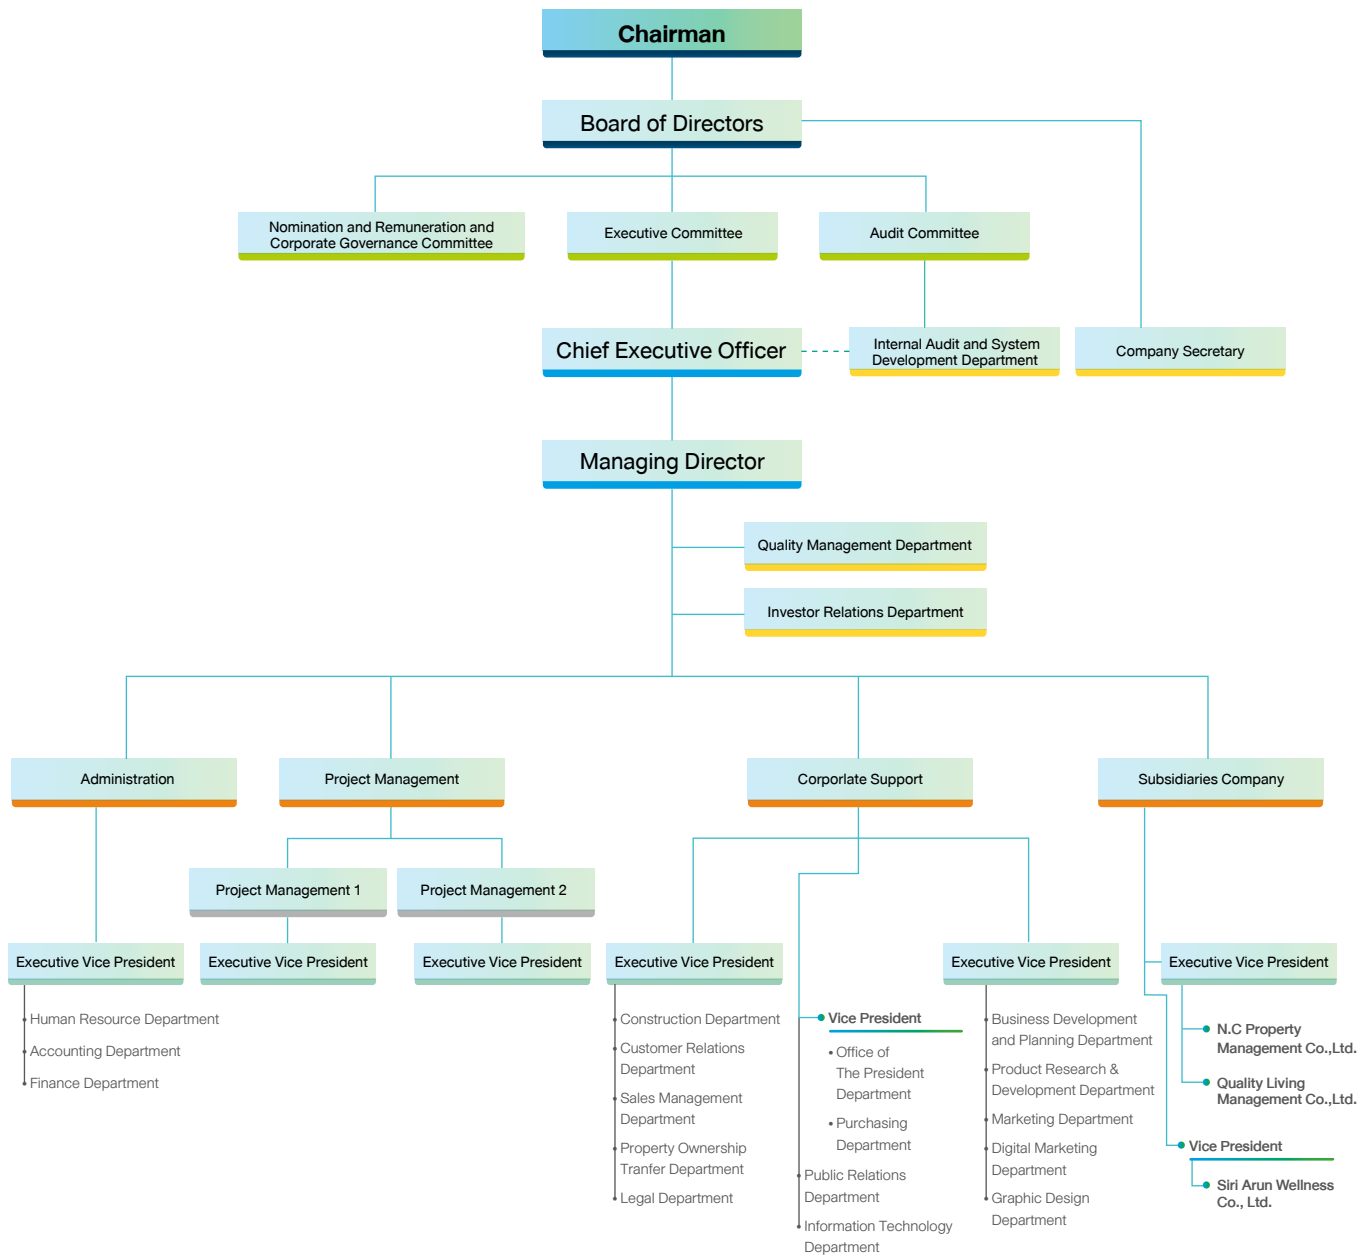 Chairman
Board of Directors
Nomination and Remuneration and
Corporate Governance Committee
Executive Committee
Audit Committee
Chief Executive Officer
Internal Audit and System
Development Department
Company Secretary
Managing Director
Quality Management Department
Investor Relations Department
Administration
Project Management
Corporlate Support
Subsidiaries Company
Project Management 1
Project Management 2
Executive Vice President
Executive Vice President
Executive Vice President
Executive Vice President
Executive Vice President
Executive Vice President
• Human Resource Department
• Accounting Department
• Finance Department
• Construction Department
• Customer Relations
Department
• Sales Management
Department
• Property Ownership
Tranfer Department
• Legal Department
• Vice President
• Office of
The President
Department
• Purchasing
Department
• Public Relations
Department
• Information Technology
Department
• Business Development
and Planning Department
• Product Research &
Development Department
• Marketing Department
• Digital Marketing
Department
• Graphic Design
Department
• N.C Property
Management Co.,Ltd.
• Quality Living
Management Co.,Ltd.
• Vice President
• Siri Arun Wellness
Co., Ltd.